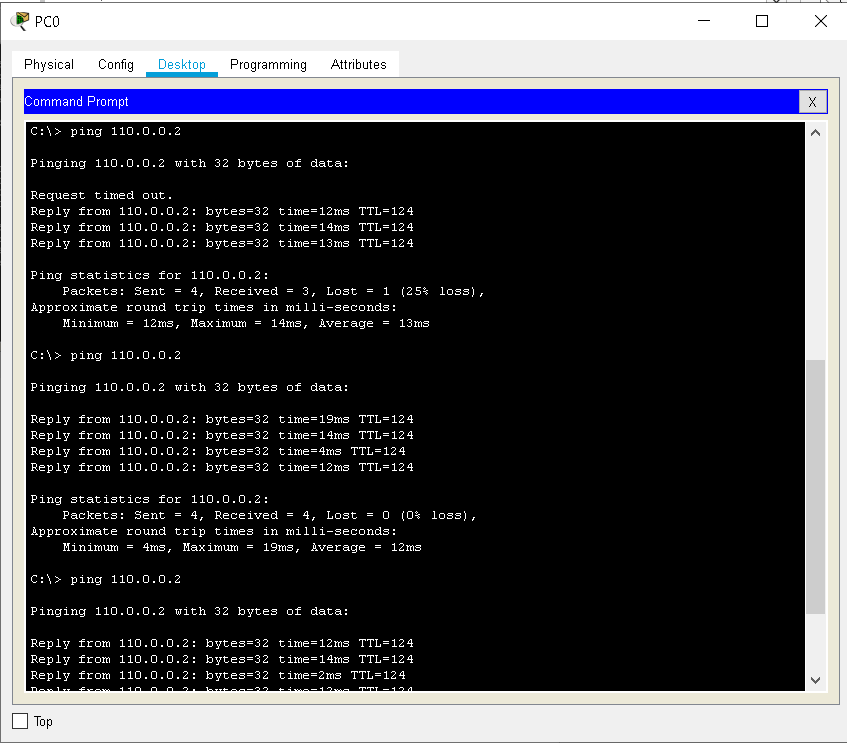 PC0
Physical Config Desktop Programming Attributes
Command Prompt
X
C:\> ping 110.0.0.2
Pinging 110.0.0.2 with 32 bytes of data:
Request timed out.
Reply from 110.0.0.2: bytes=32 time=12ms TTL=124
Reply from 110.0.0.2: bytes=32 time=14ms TTL=124
Reply from 110.0.0.2: bytes=32 time=13ms TTL=124
Ping statistics for 110.0.0.2:
Packets: Sent = 4, Received = 3, Lost = 1 (25% loss),
Approximate round trip times in milli-seconds:
Minimum = 12ms, Maximum = 14ms, Average = 13ms
C:\> ping 110.0.0.2
Pinging 110.0.0.2 with 32 bytes of data:
Reply from 110.0.0.2: bytes=32 time=19ms TTL=124
Reply from 110.0.0.2: bytes=32 time=14ms TTL=124
Reply from 110.0.0.2: bytes=32 time=4ms TTL=124
Reply from 110.0.0.2: bytes=32 time=12ms TTL=124
Ping statistics for 110.0.0.2:
Packets: Sent = 4, Received = 4, Lost = 0 (0% loss),
Approximate round trip times in milli-seconds:
Minimum = 4ms, Maximum = 19ms, Average = 12ms
C:\> ping 110.0.0.2
Pinging 110.0.0.2 with 32 bytes of data:
Reply from 110.0.0.2: bytes=32 time=12ms TTL=124
Reply from 110.0.0.2: bytes=32 time=14ms TTL=124
Reply from 110.0.0.2: bytes=32 time=2ms TTL=124
Reply from 110.0.0.2: bytes=32 TTL=124
Top